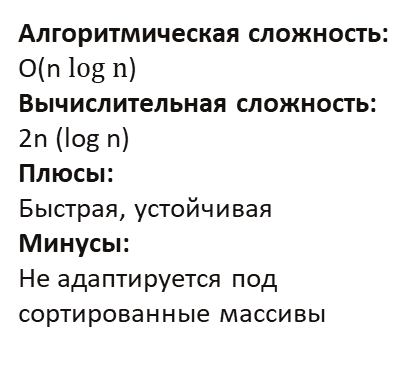 Алгоритмическая сложность:
O(n log n)
Вычислительная сложность:
2n (log n)
Плюсы:
Быстрая, устойчивая
Минусы:
Не адаптируется под
сортированные массивы